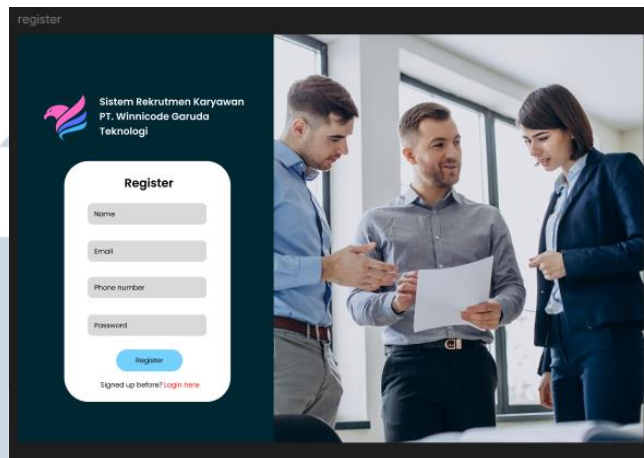 register
Sistem Rekrutmen Karyawan
PT. Winnicode Garuda
Teknologi
Register
Name
Email
Phone number
Password
Register
Signed up before? Login here